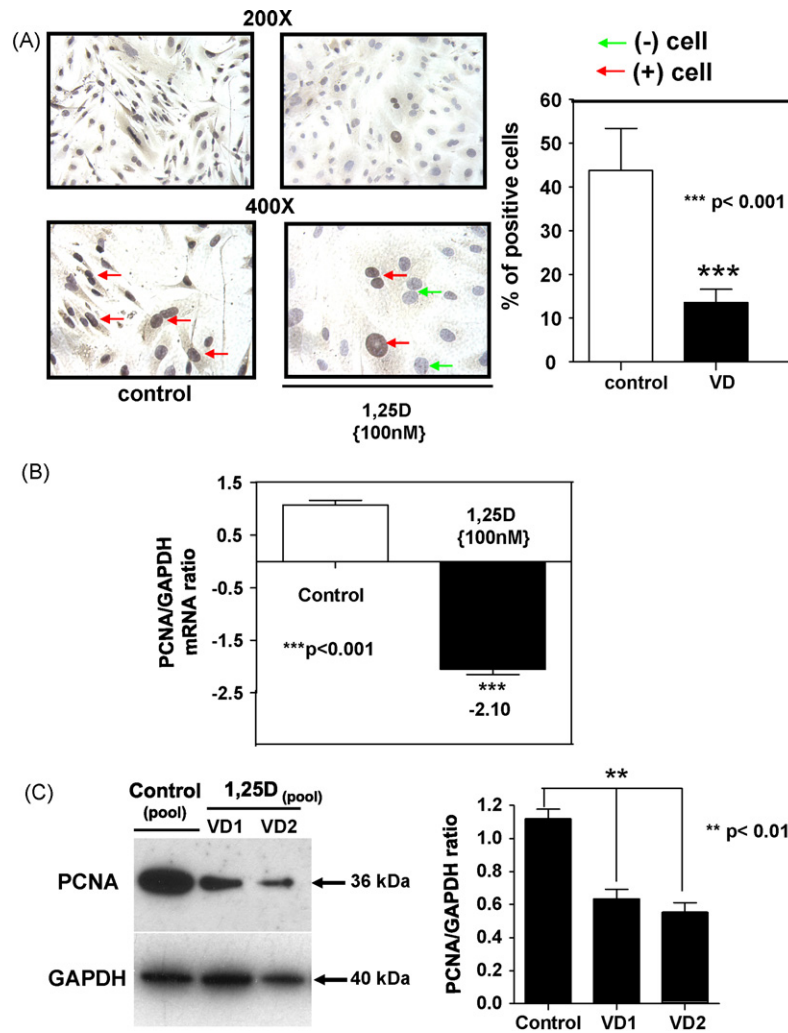 (A)
200X
400X
control
1,25D
{100nM}
(-) cell
(+) cell
% of positive cells
60
50
40
30
20
10
0
*** p< 0.001
***
control
VD
(B)
PCNA/GAPDH
mRNA ratio
1.5
0.5
-0.5
-1.5
-2.5
1,25D
{100nM}
Control
***p<0.001
***
-2.10
(C)
Control
(pool)
1,25D (pool)
VD1
VD2
PCNA
36 kDa
GAPDH
40 kDa
PCNA/GAPDH ratio
1.2
1.0
0.8
0.6
0.4
0.2
0.0
**
** p< 0.01
Control
VD1
VD2